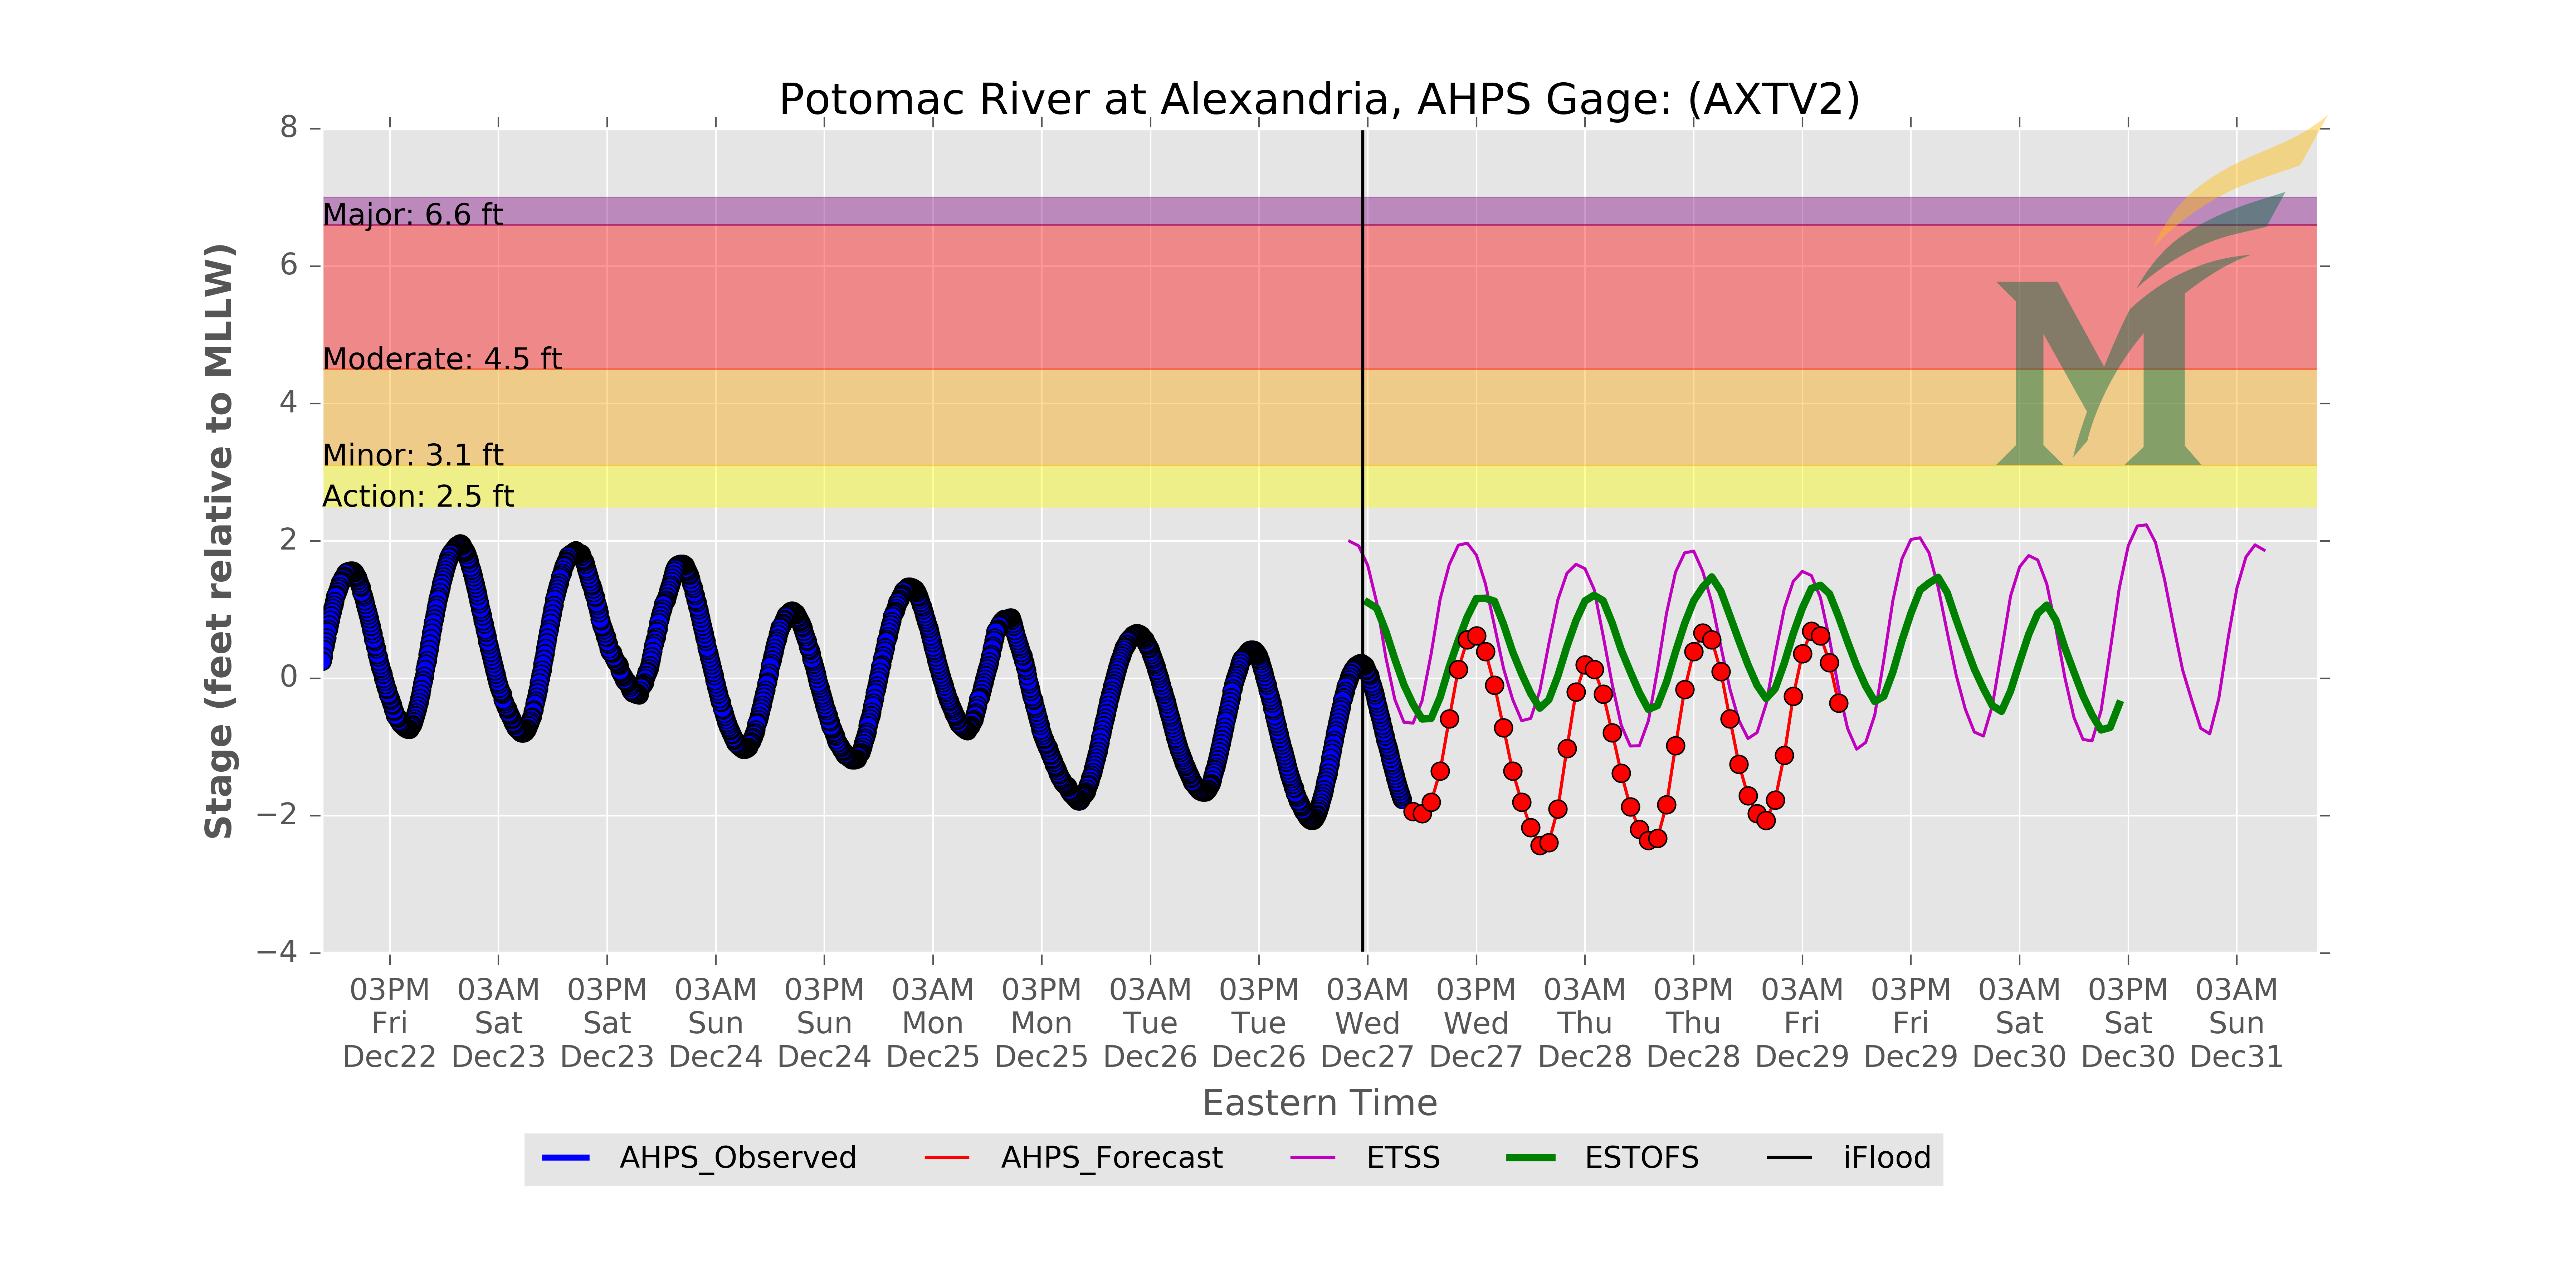 Potomac River at Alexandria, AHPS Gage: (AXTV2)
Stage (feet relative to MLLW)
8
6
4
2
0
−2
−4
Major: 6.6 ft
Moderate: 4.5 ft
Minor: 3.1 ft
Action: 2.5 ft
03PM Fri Dec22
03AM Sat Dec23
03PM Sat Dec23
03AM Sun Dec24
03PM Sun Dec24
03AM Mon Dec25
03PM Mon Dec25
03AM Tue Dec26
03PM Tue Dec26
03AM Wed Dec27
03PM Wed Dec27
03AM Thu Dec28
03PM Thu Dec28
03AM Fri Dec29
03PM Fri Dec29
03AM Sat Dec30
03PM Sat Dec30
03AM Sun Dec31
Eastern Time
AHPS_Observed AHPS_Forecast ETSS ESTOFS iFlood